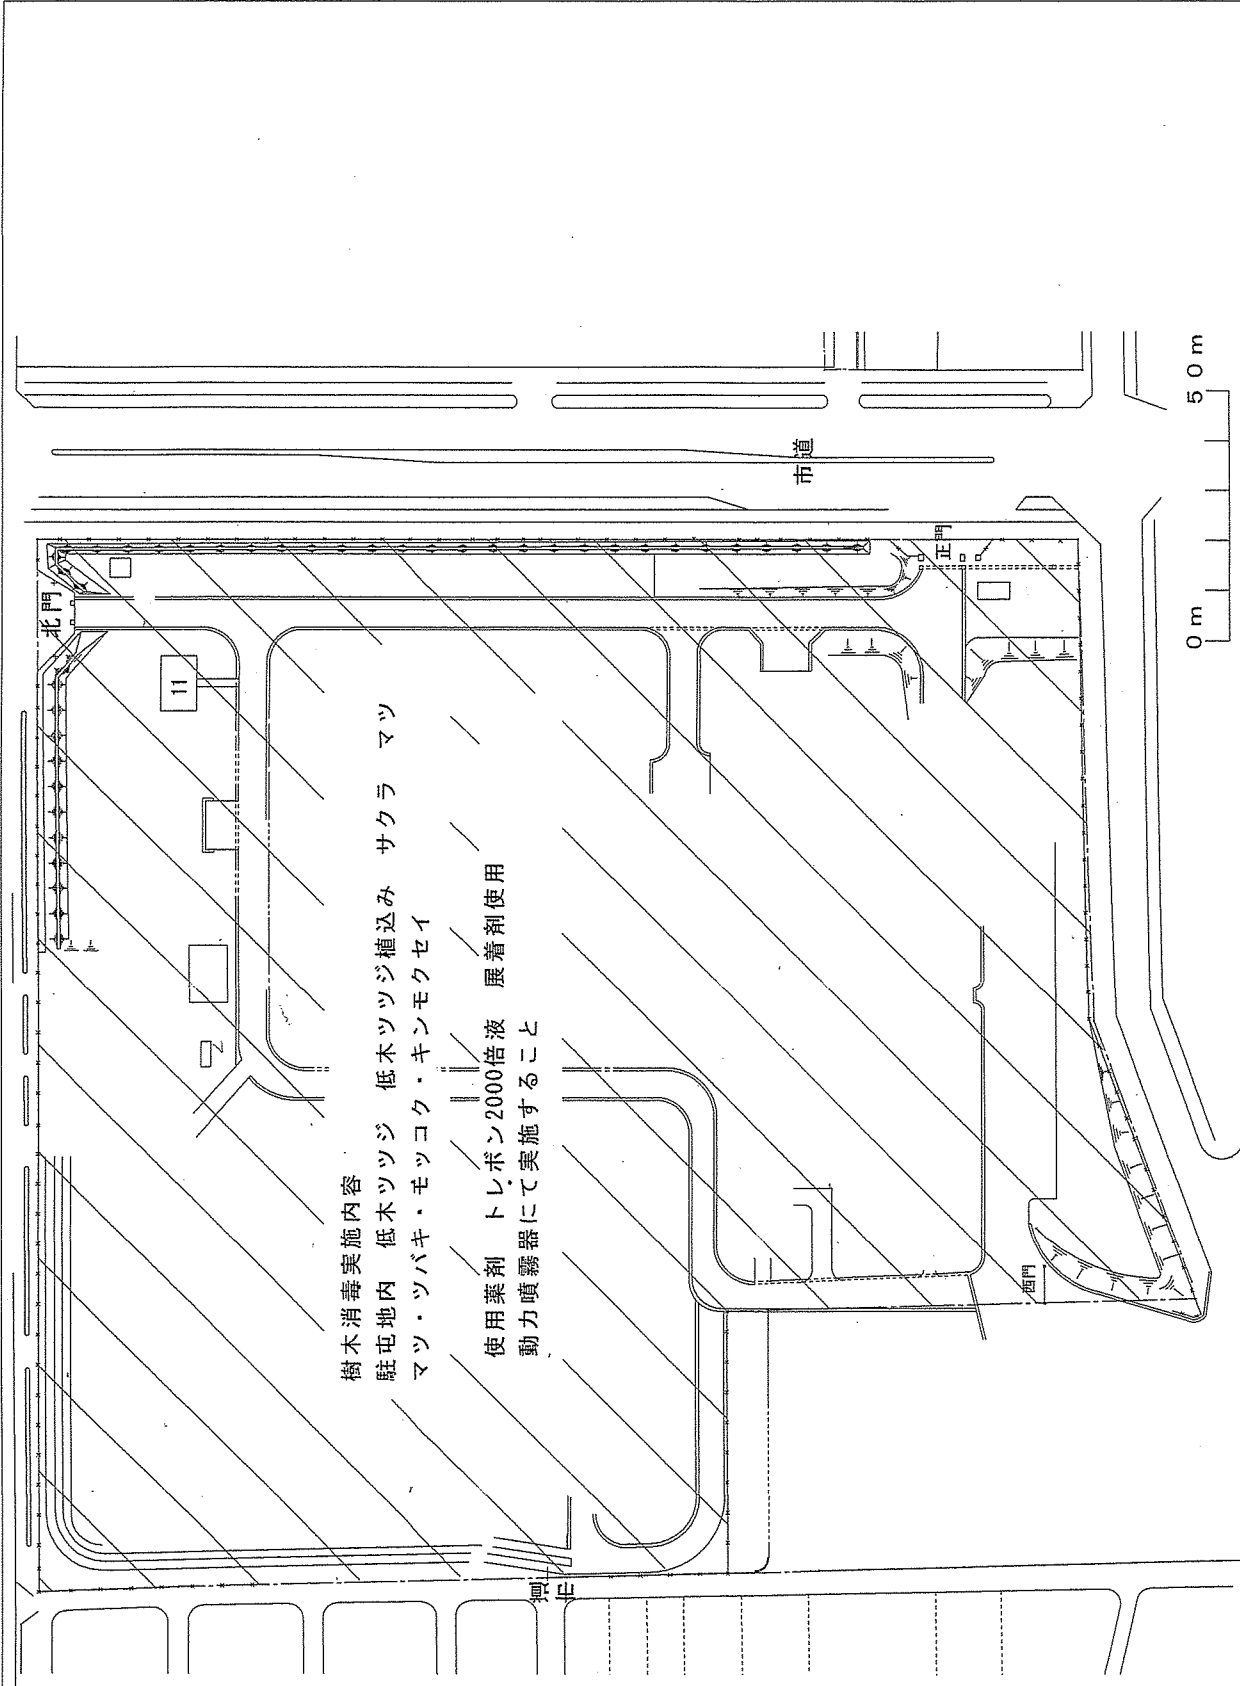 樹木消毒実施内容
駐屯地内　低木ツツジ　低木ツツジ植込み　サクラ　マツ
マツ・ツバキ・モッコク・キンモクセイ
使用薬剤　トレボン2000倍液　展着剤使用
動力噴霧器にて実施すること
北門
11
2
正門
西門
市道
市道
0m
50m